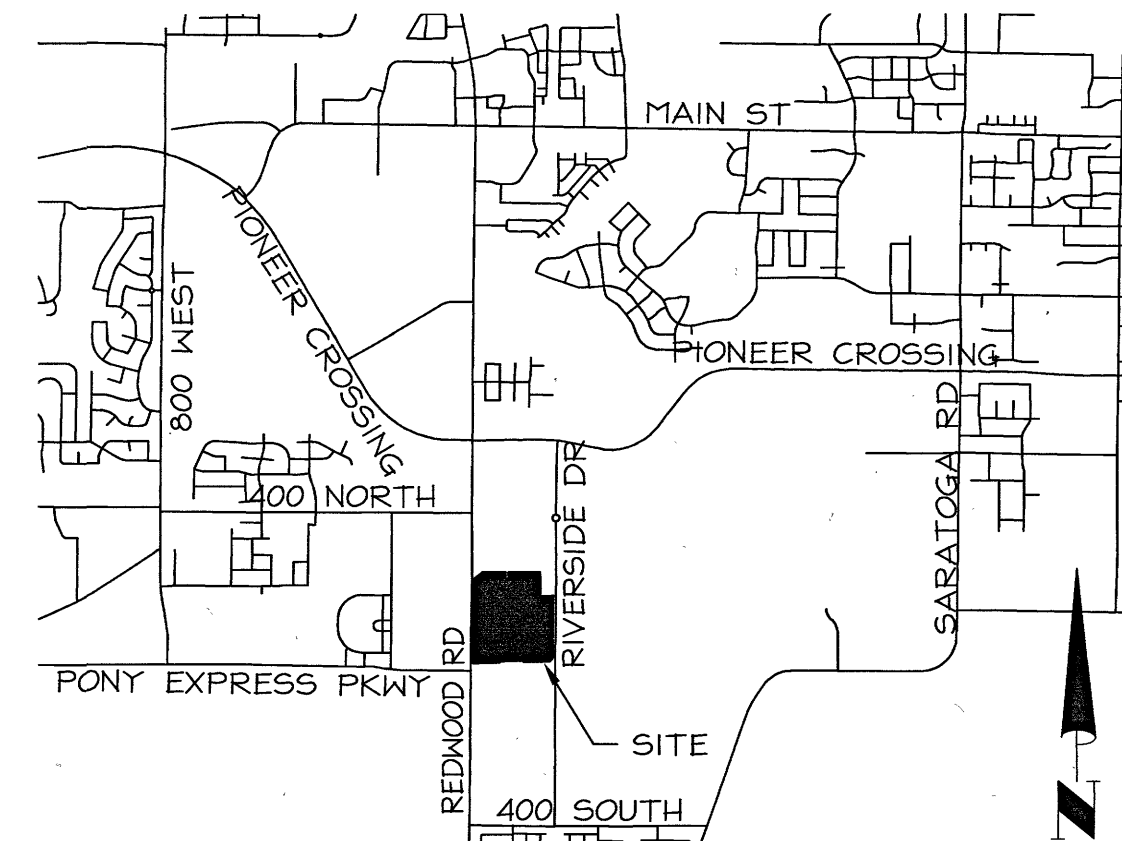 MAIN ST
PIONEER CROSSING
800 WEST
PIONEER CROSSING
400 NORTH
RIVERSIDE DR
SARATOGA RD
PONY EXPRESS PKWY
REDWOOD RD
SITE
400 SOUTH
N